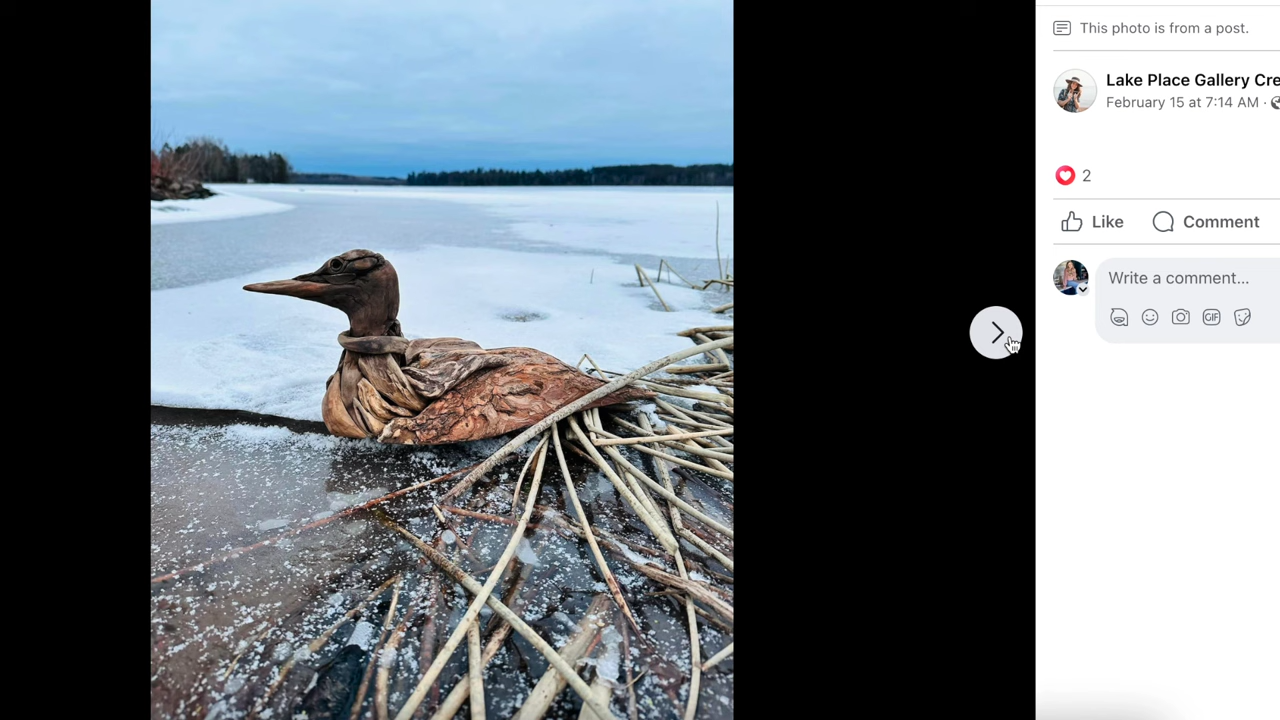 This photo is from a post.
Lake Place Gallery Cre
February 15 at 7:14 AM ·
2
Like Comment
Write a comment...
GIF